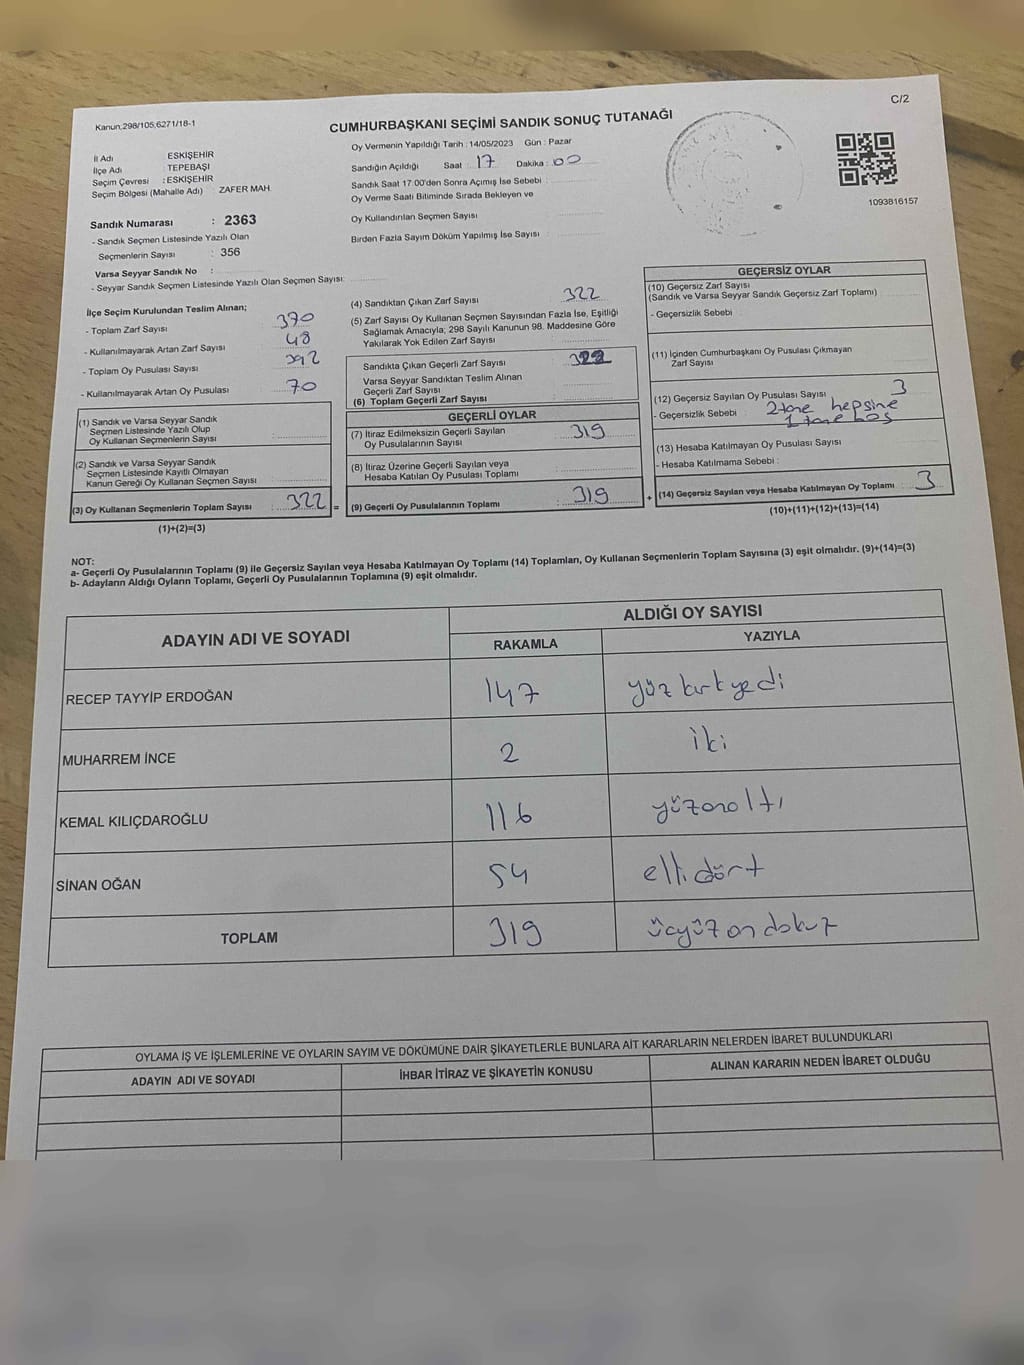 Kanun;298/105,6271/18-1
C/2
CUMHURBAŞKANI SEÇİMİ SANDIK SONUÇ TUTANAĞI
Oy Vermenin Yapıldığı Tarih : 14/05/2023 Gün : Pazar
İl Adı ESKİŞEHİR
İlçe Adı : TEPEBAŞI
Seçim Çevresi : ESKİŞEHİR
Seçim Bölgesi (Mahalle Adı) : ZAFER MAH.
Sandığın Açıldığı Saat : 17 Dakika : 00
Sandık Saat 17:00'den Sonra Açımış İse Sebebi :
Oy Verme Saati Bitiminde Sırada Bekleyen ve
Oy Kullandırılan Seçmen Sayısı
Birden Fazla Sayım Döküm Yapılmış İse Sayısı :
1093816157
Sandık Numarası : 2363
- Sandık Seçmen Listesinde Yazılı Olan
Seçmenlerin Sayısı : 356
Varsa Seyyar Sandık No :
- Seyyar Sandık Seçmen Listesinde Yazılı Olan Seçmen Sayısı:
İlçe Seçim Kurulundan Teslim Alınan;
- Toplam Zarf Sayısı : 370
- Kullanılmayarak Artan Zarf Sayısı : 48
- Toplam Oy Pusulası Sayısı : 392
- Kullanılmayarak Artan Oy Pusulası : 70
(1) Sandık ve Varsa Seyyar Sandık
Seçmen Listesinde Yazılı Olup
Oy Kullanan Seçmenlerin Sayısı :
(2) Sandık ve Varsa Seyyar Sandık
Seçmen Listesinde Kayıtlı Olmayan
Kanun Gereği Oy Kullanan Seçmen Sayısı
(3) Oy Kullanan Seçmenlerin Toplam Sayısı : 322 =
(1)+(2)=(3)
(4) Sandıktan Çıkan Zarf Sayısı : 322
(5) Zarf Sayısı Oy Kullanan Seçmen Sayısından Fazla İse, Eşitliği
Sağlamak Amacıyla; 298 Sayılı Kanunun 98. Maddesine Göre
Yakılarak Yok Edilen Zarf Sayısı
Sandıkta Çıkan Geçerli Zarf Sayısı : 322
Varsa Seyyar Sandıktan Teslim Alınan
Geçerli Zarf Sayısı
(6) Toplam Geçerli Zarf Sayısı
GEÇERLİ OYLAR
(7) İtiraz Edilmeksizin Geçerli Sayılan
Oy Pusulalarının Sayısı : 319
(8) İtiraz Üzerine Geçerli Sayılan veya
Hesaba Katılan Oy Pusulası Toplamı
(9) Geçerli Oy Pusulalarının Toplamı : 319 +
GEÇERSİZ OYLAR
(10) Geçersiz Zarf Sayısı
(Sandık ve Varsa Seyyar Sandık Geçersiz Zarf Toplamı)
- Geçersizlik Sebebi :
(11) İçinden Cumhurbaşkanı Oy Pusulası Çıkmayan
Zarf Sayısı
(12) Geçersiz Sayılan Oy Pusulası Sayısı 3
- Geçersizlik Sebebi : 2 tane hepsine
1 tane boş
(13) Hesaba Katılmayan Oy Pusulası Sayısı
- Hesaba Katılmama Sebebi :
(14) Geçersiz Sayılan veya Hesaba Katılmayan Oy Toplamı 3
(10)+(11)+(12)+(13)=(14)
NOT:
a- Geçerli Oy Pusulalarının Toplamı (9) ile Geçersiz Sayılan veya Hesaba Katılmayan Oy Toplamı (14) Toplamları, Oy Kullanan Seçmenlerin Toplam Sayısına (3) eşit olmalıdır. (9)+(14)=(3)
b- Adayların Aldığı Oyların Toplamı, Geçerli Oy Pusulalarının Toplamına (9) eşit olmalıdır.
ADAYIN ADI VE SOYADI
ALDIĞI OY SAYISI
RAKAMLA YAZIYLA
RECEP TAYYİP ERDOĞAN 147 yüz kırk yedi
MUHARREM İNCE 2 iki
KEMAL KILIÇDAROĞLU 116 yüzonaltı
SİNAN OĞAN 54 elli dört
TOPLAM 319 üçyüz on dokuz
OYLAMA İŞ VE İŞLEMLERİNE VE OYLARIN SAYIM VE DÖKÜMÜNE DAİR ŞİKAYETLERLE BUNLARA AİT KARARLARIN NELERDEN İBARET BULUNDUKLARI
ADAYIN ADI VE SOYADI İHBAR İTİRAZ VE ŞİKAYETİN KONUSU ALINAN KARARIN NEDEN İBARET OLDUĞU